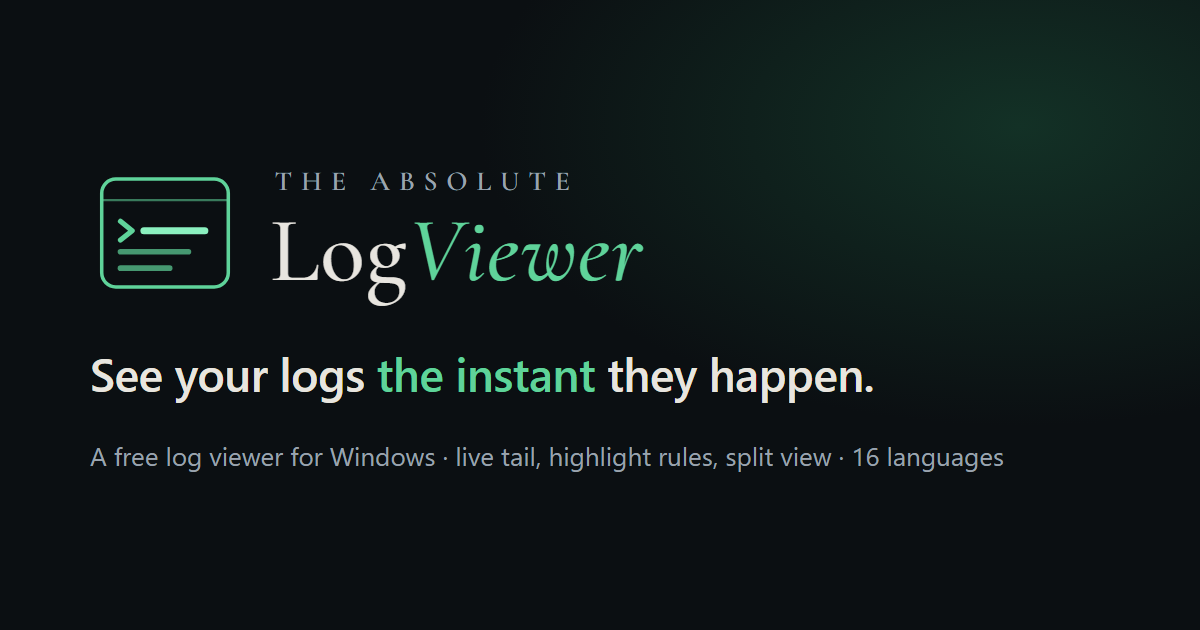 THE ABSOLUTE
LogViewer
See your logs the instant they happen.
A free log viewer for Windows · live tail, highlight rules, split view · 16 languages